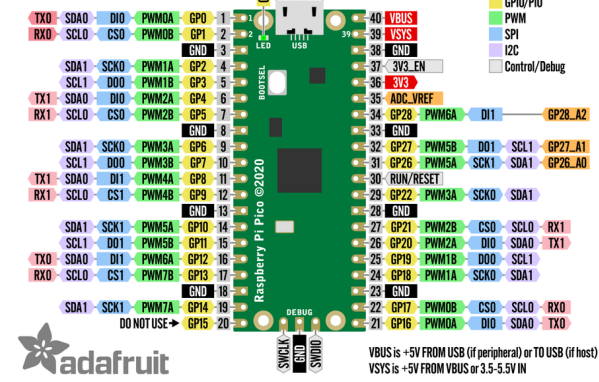 GPIO/PIO
PWM
SPI
I2C
Control/Debug
TX0 SDA0 DI0 PWM0A GP0 1
RX0 SCL0 CS0 PWM0B GP1 2
GND 3
SDA1 SCK0 PWM1A GP2 4
SCL1 DO0 PWM1B GP3 5
TX1 SDA0 DI0 PWM2A GP4 6
RX1 SCL0 CS0 PWM2B GP5 7
GND 8
SDA1 SCK0 PWM3A GP6 9
SCL1 DO0 PWM3B GP7 10
TX1 SDA0 DI1 PWM4A GP8 11
RX1 SCL0 CS1 PWM4B GP9 12
GND 13
SDA1 SCK1 PWM5A GP10 14
SCL1 DO1 PWM5B GP11 15
TX0 SDA0 DI1 PWM6A GP12 16
RX0 SCL0 CS1 PWM7B GP13 17
GND 18
SDA1 SCK1 PWM7A GP14 19
DO NOT USE GP15 20
1
2
39
LED
USB
BOOTSEL
Raspberry Pi Pico ©2020
DEBUG
SWCLK
GND
SWDIO
40 VBUS
39 VSYS
38 GND
37 3V3_EN
36 3V3
35 ADC_VREF
34 GP28 PWM6A DI1 GP28_A2
33 GND
32 GP27 PWM5B DO1 SCL1 GP27_A1
31 GP26 PWM5A SCK1 SDA1 GP26_A0
30 RUN/RESET
29 GP22 PWM3A SCK0 SDA1
28 GND
27 GP21 PWM2B CS0 SCL0 RX1
26 GP20 PWM2A DI0 SDA0 TX1
25 GP19 PWM1B DO0 SCL1
24 GP18 PWM1A SCK0 SDA1
23 GND
22 GP17 PWM0B CS0 SCL0 RX0
21 GP16 PWM0A DI0 SDA0 TX0
adafruit
VBUS is +5V FROM USB (if peripheral) or TO USB (if host)
VSYS is +5V FROM VBUS or 3.5-5.5V IN